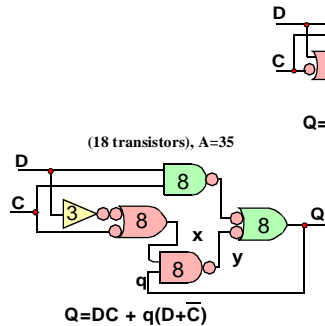 D
C
Q=
(18 transistors), A=35
D
8
C
3
8
8
Q
x
y
8
q
Q=DC + q(D+C̅)